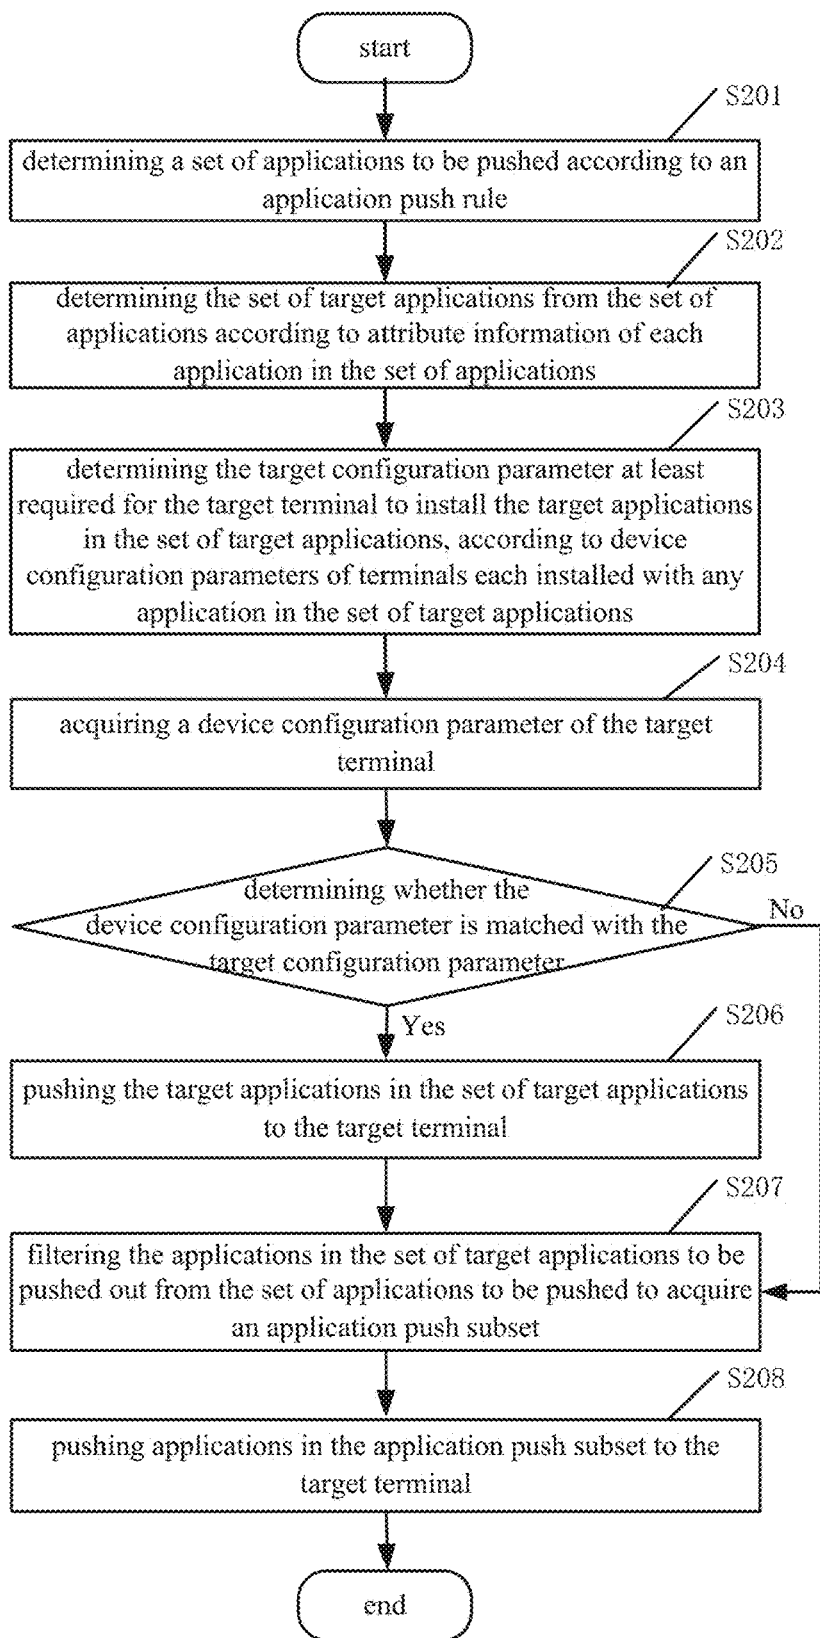 start
S201
determining a set of applications to be pushed according to an
application push rule
S202
determining the set of target applications from the set of
applications according to attribute information of each
application in the set of applications
S203
determining the target configuration parameter at least
required for the target terminal to install the target applications
in the set of target applications, according to device
configuration parameters of terminals each installed with any
application in the set of target applications
S204
acquiring a device configuration parameter of the target
terminal
S205
determining whether the
device configuration parameter is matched with the
target configuration parameter
No
Yes
S206
pushing the target applications in the set of target applications
to the target terminal
S207
filtering the applications in the set of target applications to be
pushed out from the set of applications to be pushed to acquire
an application push subset
S208
pushing applications in the application push subset to the
target terminal
end